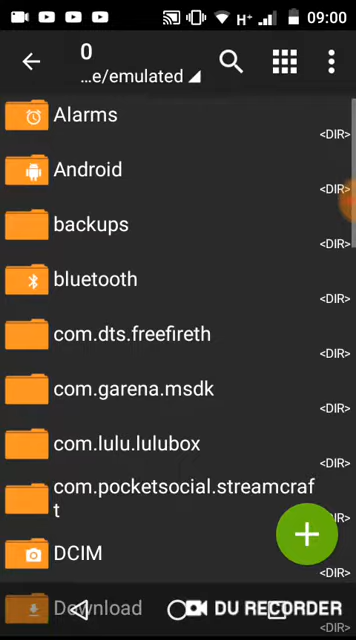 H+ 09:00
0
...e/emulated
Alarms
<DIR>
Android
<DIR>
backups
<DIR>
bluetooth
<DIR>
com.dts.freefireth
<DIR>
com.garena.msdk
<DIR>
com.lulu.lulubox
<DIR>
com.pocketsocial.streamcraf
t
DIR>
DCIM
<DIR>
Download
DU RECORDER
<DIR>